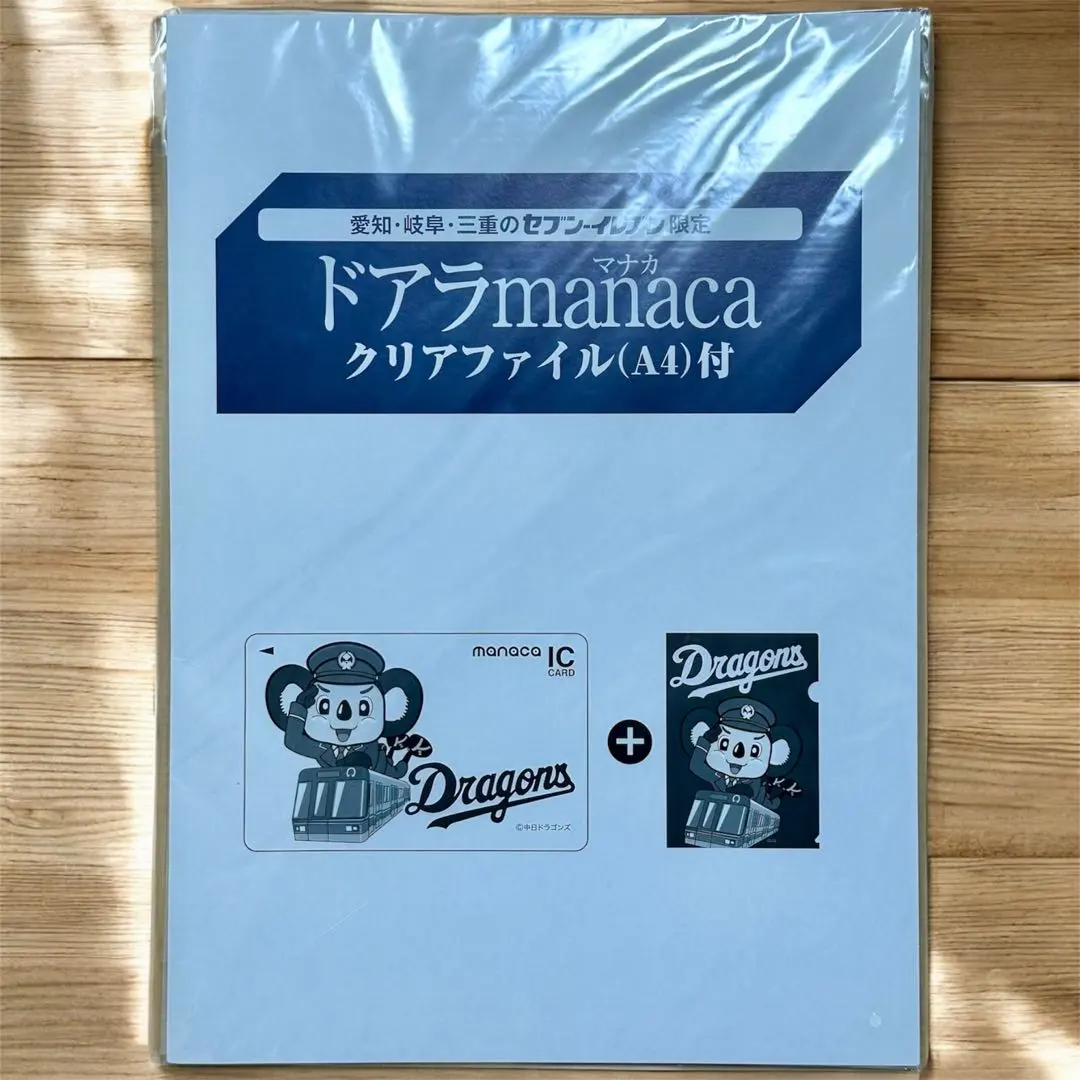 愛知・岐阜・三重のセブン-イレブン限定
マナカ
ドアラmanaca
クリアファイル(A4)付
manaca IC
CARD
Dragons
©中日ドラゴンズ
Dragons